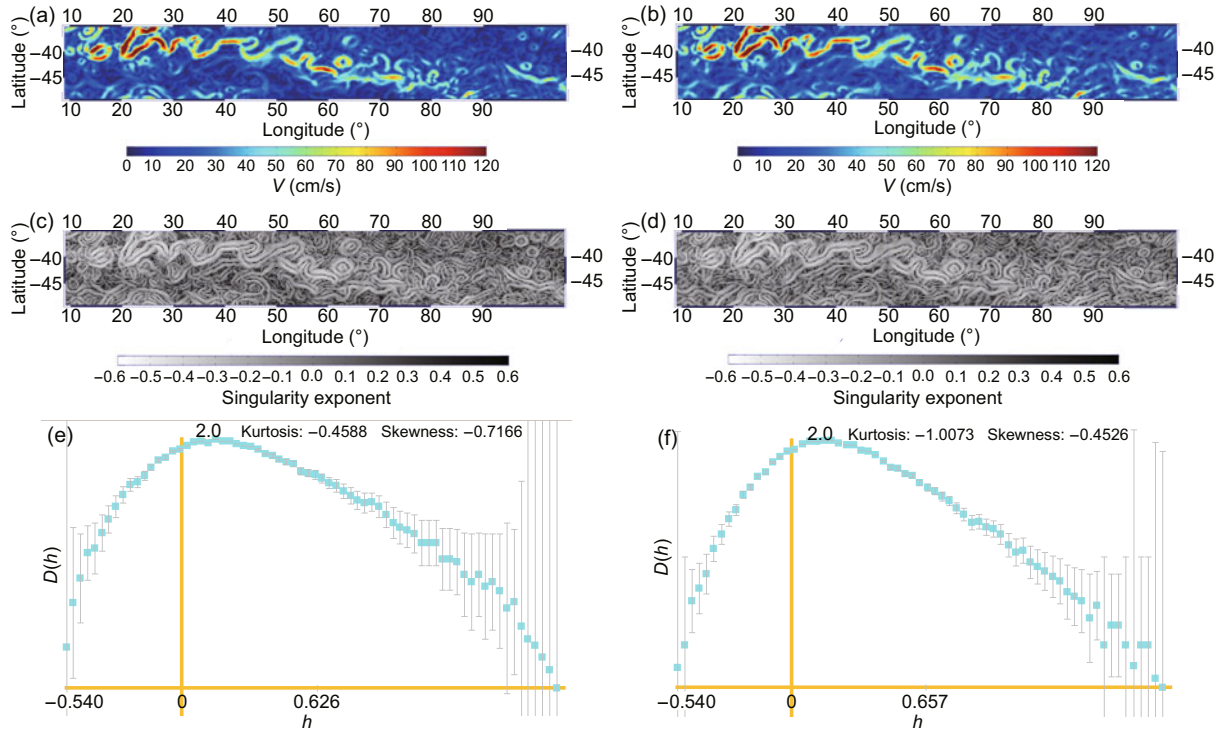 (a)
10 20 30 40 50 60 70 80 90
Latitude (°)
−40
−45
−40
−45
10 20 30 40 50 60 70 80 90
Longitude (°)
0 10 20 30 40 50 60 70 80 90 100 110 120
V (cm/s)
(b)
10 20 30 40 50 60 70 80 90
Latitude (°)
−40
−45
−40
−45
10 20 30 40 50 60 70 80 90
Longitude (°)
0 10 20 30 40 50 60 70 80 90 100 110 120
V (cm/s)
(c)
10 20 30 40 50 60 70 80 90
Latitude (°)
−40
−45
−40
−45
10 20 30 40 50 60 70 80 90
Longitude (°)
−0.6 −0.5 −0.4 −0.3 −0.2 −0.1 0.0 0.1 0.2 0.3 0.4 0.5 0.6
Singularity exponent
(d)
10 20 30 40 50 60 70 80 90
Latitude (°)
−40
−45
−40
−45
10 20 30 40 50 60 70 80 90
Longitude (°)
−0.6 −0.5 −0.4 −0.3 −0.2 −0.1 0.0 0.1 0.2 0.3 0.4 0.5 0.6
Singularity exponent
(e)
2.0 Kurtosis: −0.4588 Skewness: −0.7166
D(h)
−0.540 0 0.626
h
(f)
2.0 Kurtosis: −1.0073 Skewness: −0.4526
D(h)
−0.540 0 0.657
h